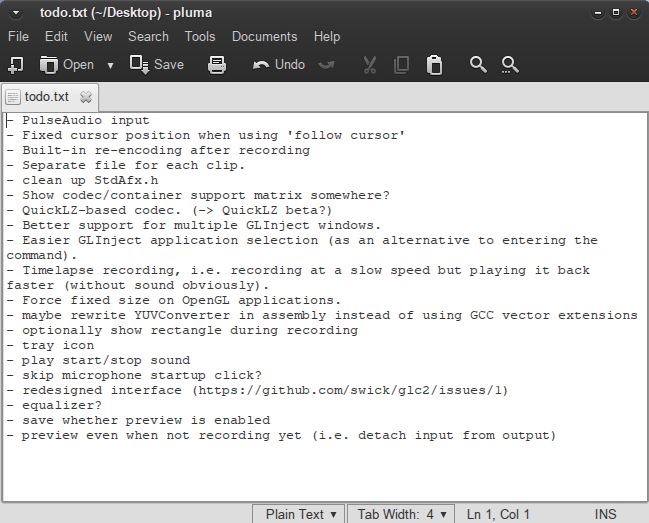 todo.txt (~/Desktop) - pluma
File Edit View Search Tools Documents Help
Open Save Undo
todo.txt
- PulseAudio input
- Fixed cursor position when using 'follow cursor'
- Built-in re-encoding after recording
- Separate file for each clip.
- clean up StdAfx.h
- Show codec/container support matrix somewhere?
- QuickLZ-based codec. (-> QuickLZ beta?)
- Better support for multiple GLInject windows.
- Easier GLInject application selection (as an alternative to entering the
command).
- Timelapse recording, i.e. recording at a slow speed but playing it back
faster (without sound obviously).
- Force fixed size on OpenGL applications.
- maybe rewrite YUVConverter in assembly instead of using GCC vector extensions
- optionally show rectangle during recording
- tray icon
- play start/stop sound
- skip microphone startup click?
- redesigned interface (https://github.com/swick/glc2/issues/1)
- equalizer?
- save whether preview is enabled
- preview even when not recording yet (i.e. detach input from output)
Plain Text Tab Width: 4 Ln 1, Col 1 INS